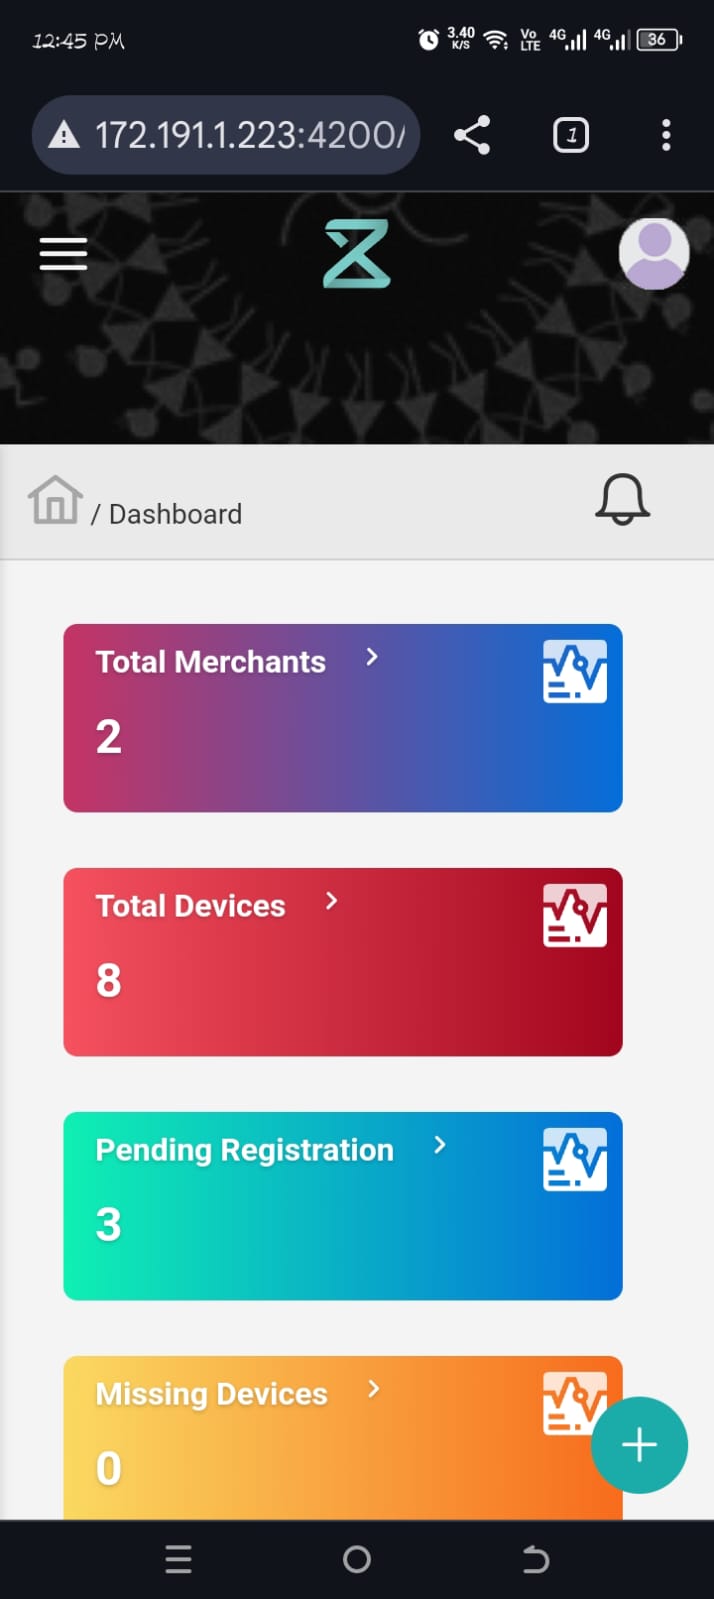 12:45 PM
3.40 K/S
Vo LTE 4G 4G 36
172.191.1.223:4200/
1
/ Dashboard
Total Merchants
2
Total Devices
8
Pending Registration
3
Missing Devices
0